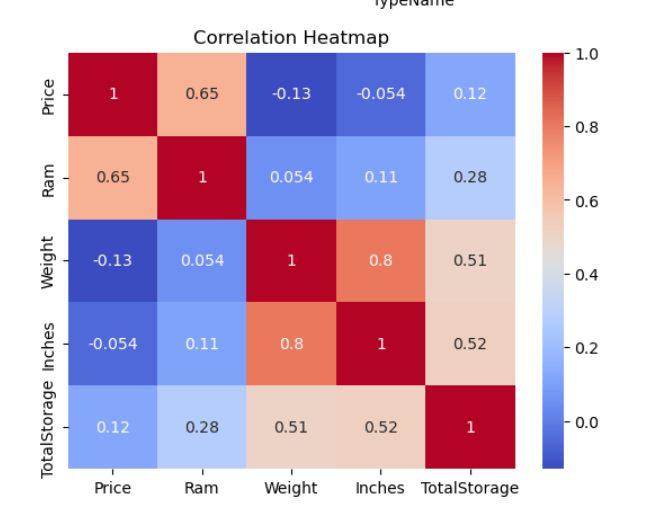 TypeName
Correlation Heatmap
Price 1 0.65 -0.13 -0.054 0.12
Ram 0.65 1 0.054 0.11 0.28
Weight -0.13 0.054 1 0.8 0.51
Inches -0.054 0.11 0.8 1 0.52
TotalStorage 0.12 0.28 0.51 0.52 1
Price Ram Weight Inches TotalStorage
1.0
0.8
0.6
0.4
0.2
0.0